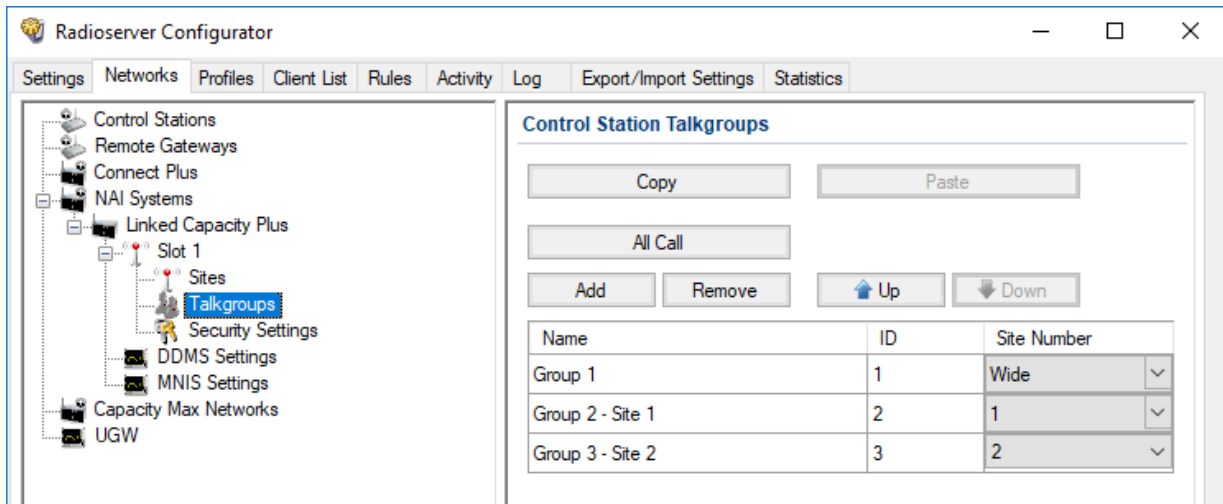 Radioserver Configurator
Settings Networks Profiles Client List Rules Activity Log Export/Import Settings Statistics
Control Stations
Remote Gateways
Connect Plus
NAI Systems
Linked Capacity Plus
Slot 1
Sites
Talkgroups
Security Settings
DDMS Settings
MNIS Settings
Capacity Max Networks
UGW
Control Station Talkgroups
Copy Paste
All Call
Add Remove Up Down
Name ID Site Number
Group 1 1 Wide
Group 2 - Site 1 2 1
Group 3 - Site 2 3 2